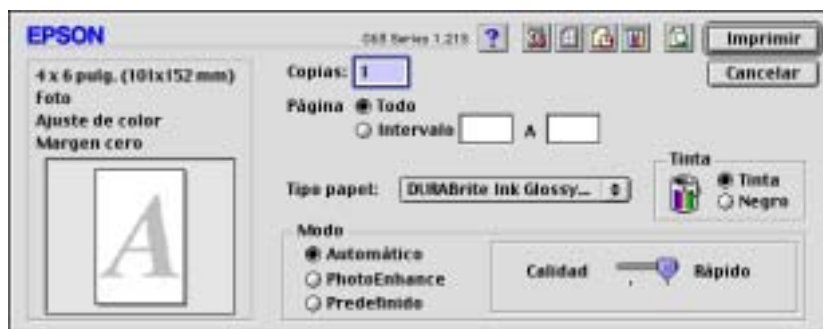 EPSON
C68 Series 1.21S
?
Imprimir
Cancelar
4 x 6 pulg. (101x152 mm)
Foto
Ajuste de color
Margen cero
A
Copias: 1
Página Todo
Intervalo A
Tipo papel: DURABrite Ink Glossy...
Tinta
Tinta
Negro
Modo
Automático
PhotoEnhance
Predefinido
Calidad Rápido